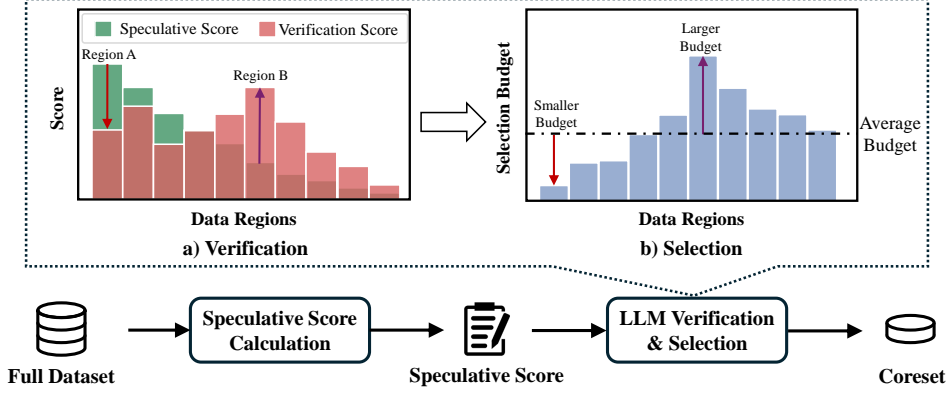 Speculative Score
Verification Score
Region A
Region B
Score
Data Regions
a) Verification
Larger
Budget
Smaller
Budget
Selection Budget
Average
Budget
Data Regions
b) Selection
Full Dataset
Speculative Score
Calculation
Speculative Score
LLM Verification
& Selection
Coreset